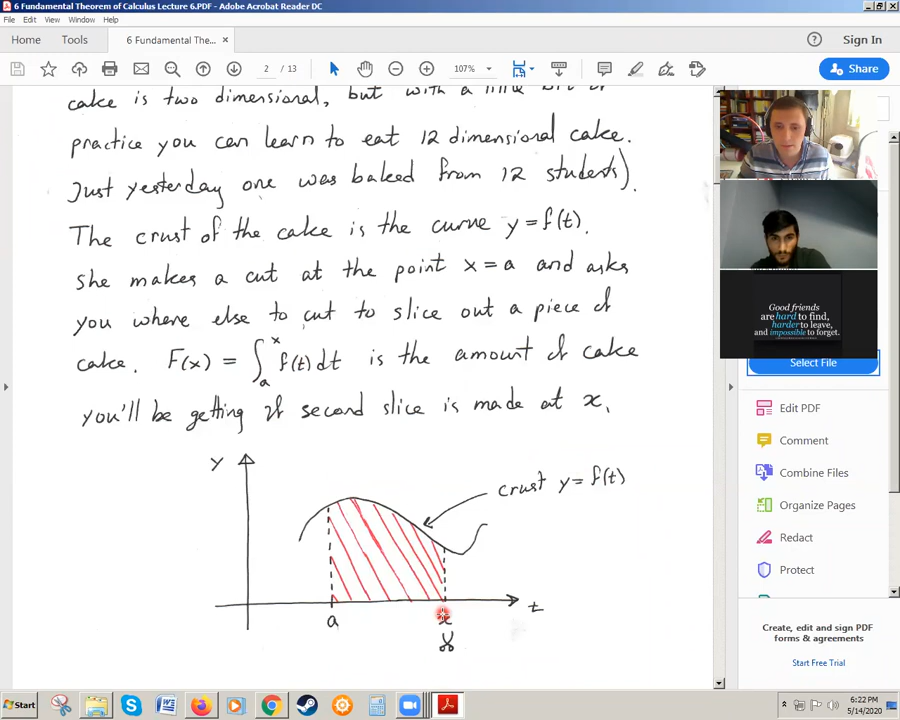 6 Fundamental Theorem of Calculus Lecture 6.PDF - Adobe Acrobat Reader DC
File Edit View Window Help
Home Tools 6 Fundamental The... × Sign In
2 / 13 107% Share
cake is two dimensional, but with a little bit of
practice you can learn to eat 12 dimensional cake.
Just yesterday one was baked from 12 students).
The crust of the cake is the curve y=f(t).
She makes a cut at the point x=a and asks
you where else to cut to slice out a piece of
cake. F(x) = ∫ₐˣ f(t)dt is the amount of cake
you'll be getting if second slice is made at x.
y
crust y=f(t)
t
a
x
Good friends
are hard to find,
harder to leave,
and impossible to forget.
Select File
Edit PDF
Comment
Combine Files
Organize Pages
Redact
Protect
Create, edit and sign PDF
forms & agreements
Start Free Trial
Start
6:22 PM
5/14/2020